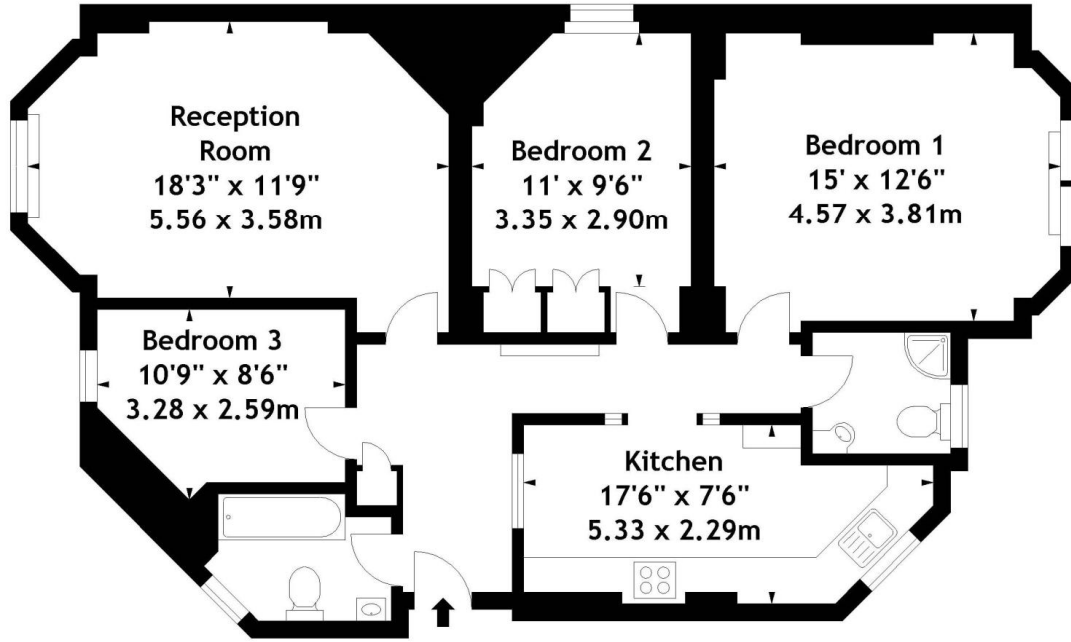 Reception
Room
18'3" x 11'9"
5.56 x 3.58m
Bedroom 2
11' x 9'6"
3.35 x 2.90m
Bedroom 1
15' x 12'6"
4.57 x 3.81m
Bedroom 3
10'9" x 8'6"
3.28 x 2.59m
Kitchen
17'6" x 7'6"
5.33 x 2.29m